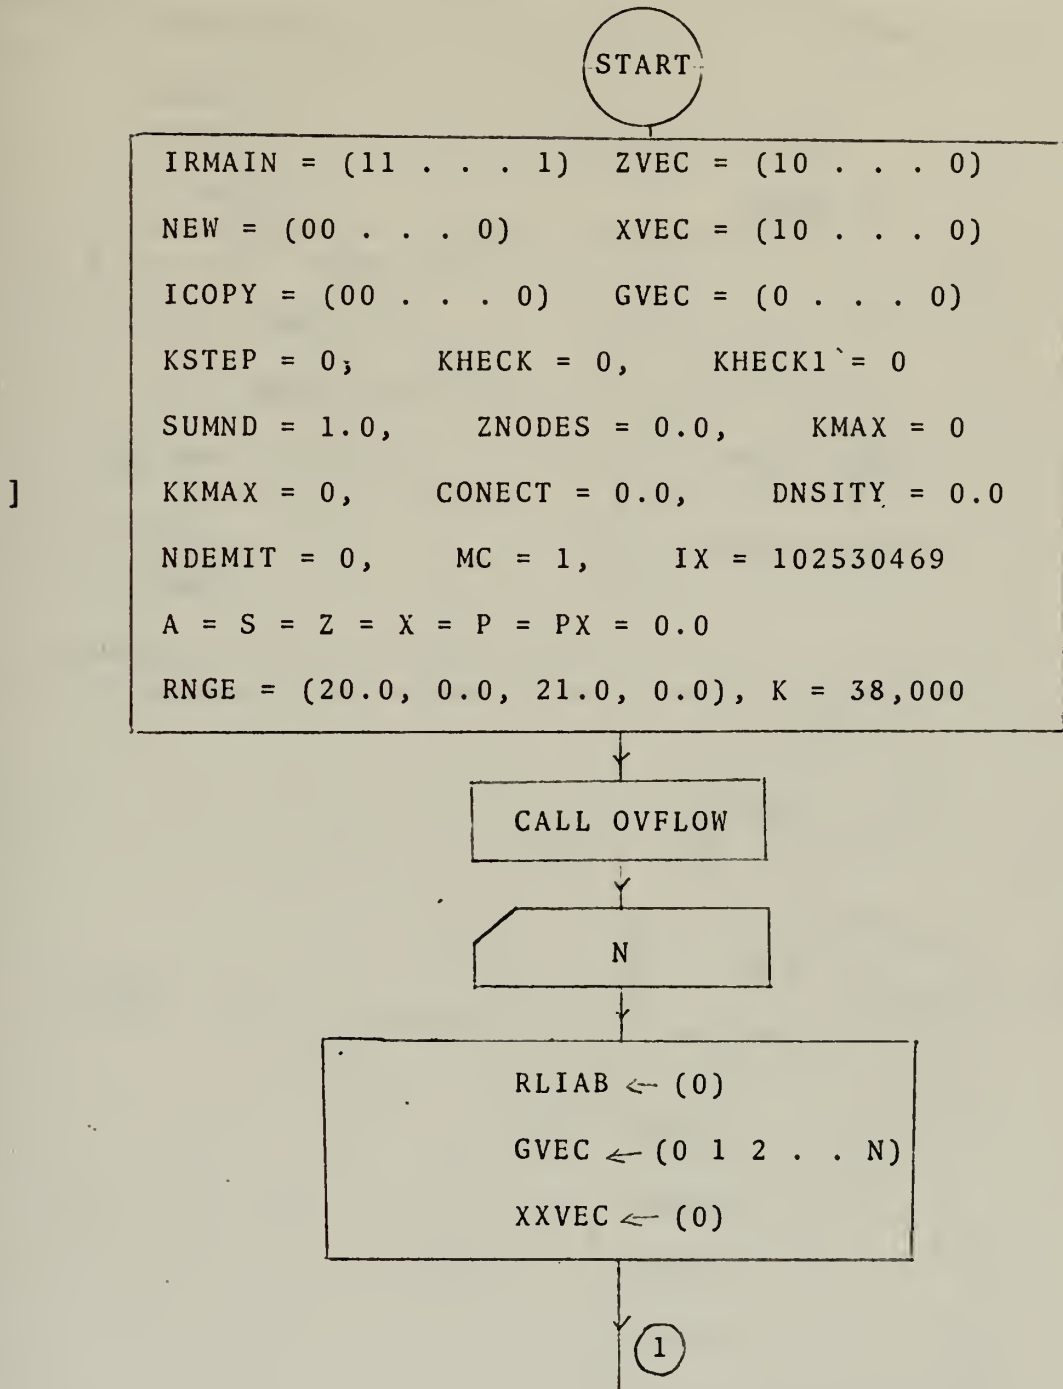 START
IRMAIN = (11 . . . 1) ZVEC = (10 . . . 0)
NEW = (00 . . . 0) XVEC = (10 . . . 0)
ICOPY = (00 . . . 0) GVEC = (0 . . . 0)
KSTEP = 0; KHECK = 0, KHECK1 = 0
SUMND = 1.0, ZNODES = 0.0, KMAX = 0
]
KKMAX = 0, CONECT = 0.0, DNSITY = 0.0
NDEMIT = 0, MC = 1, IX = 102530469
A = S = Z = X = P = PX = 0.0
RNGE = (20.0, 0.0, 21.0, 0.0), K = 38,000
CALL OVFLOW
N
RLIAB ← (0)
GVEC ← (0 1 2 . . N)
XXVEC ← (0)
1